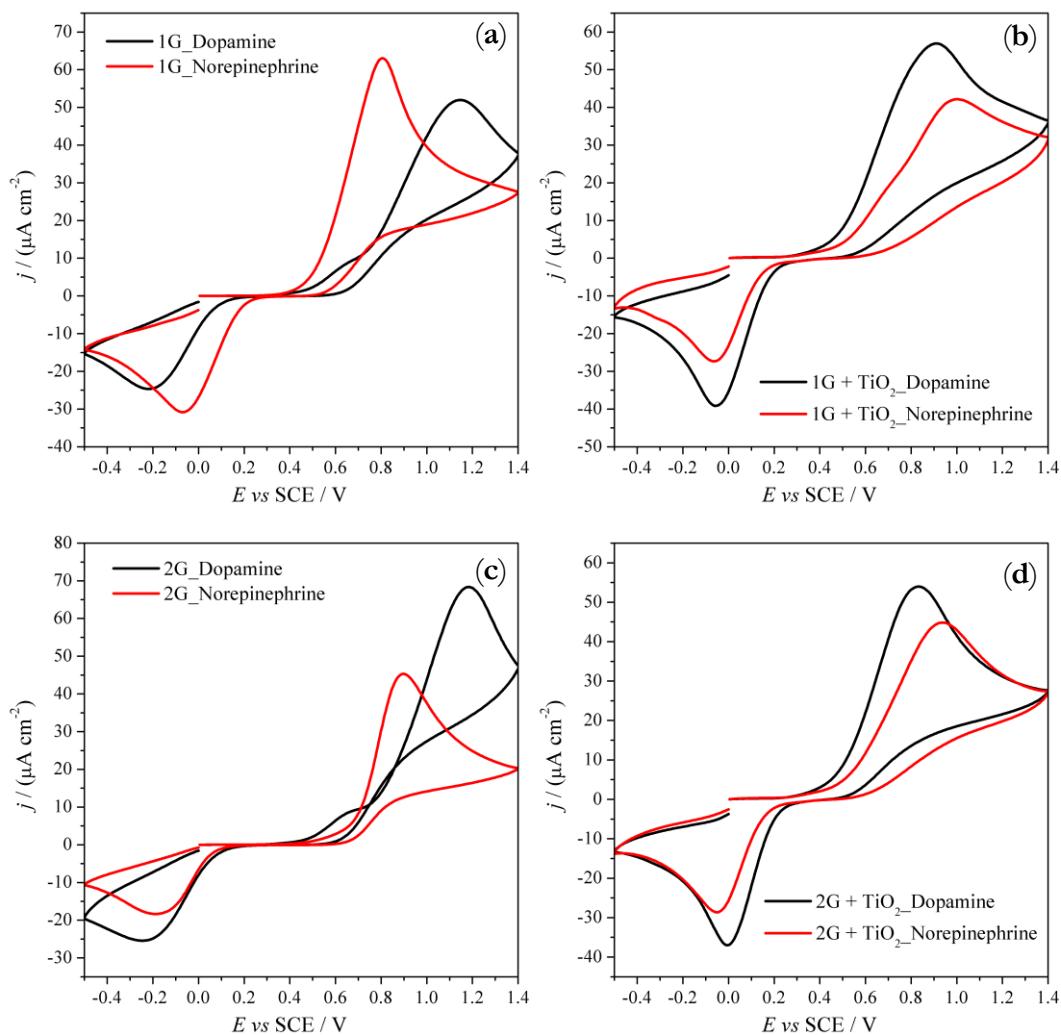 (a)
1G_Dopamine
1G_Norepinephrine
70
60
50
40
30
20
10
0
-10
-20
-30
-40
j / (μA cm⁻²)
-0.4 -0.2 0.0 0.2 0.4 0.6 0.8 1.0 1.2 1.4
E vs SCE / V
(b)
60
50
40
30
20
10
0
-10
-20
-30
-40
-50
j / (μA cm⁻²)
1G + TiO₂_Dopamine
1G + TiO₂_Norepinephrine
-0.4 -0.2 0.0 0.2 0.4 0.6 0.8 1.0 1.2 1.4
E vs SCE / V
(c)
2G_Dopamine
2G_Norepinephrine
80
70
60
50
40
30
20
10
0
-10
-20
-30
j / (μA cm⁻²)
-0.4 -0.2 0.0 0.2 0.4 0.6 0.8 1.0 1.2 1.4
E vs SCE / V
(d)
60
50
40
30
20
10
0
-10
-20
-30
-40
j / (μA cm⁻²)
2G + TiO₂_Dopamine
2G + TiO₂_Norepinephrine
-0.4 -0.2 0.0 0.2 0.4 0.6 0.8 1.0 1.2 1.4
E vs SCE / V